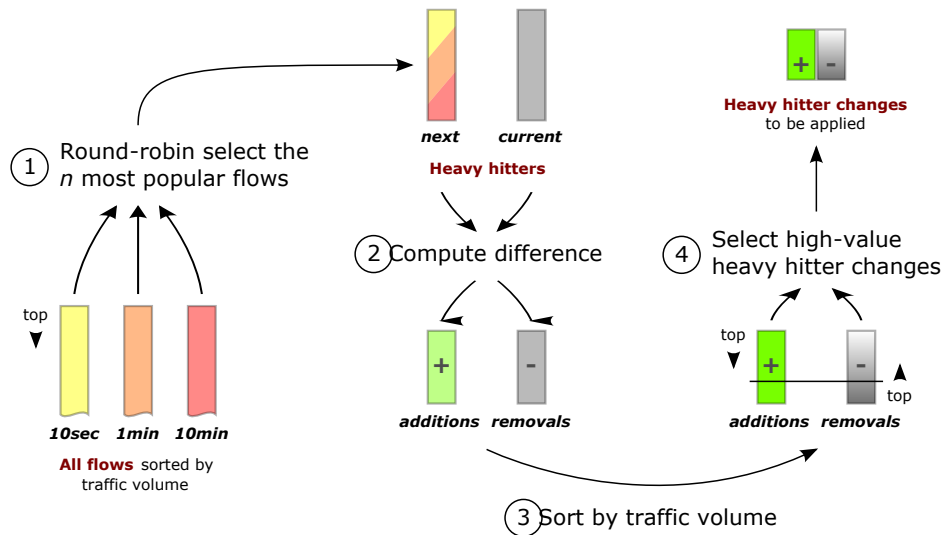 1
Round-robin select the
n most popular flows
top
10sec
1min
10min
All flows sorted by
traffic volume
next
current
Heavy hitters
2
Compute difference
+
-
additions
removals
3
Sort by traffic volume
+
-
Heavy hitter changes
to be applied
4
Select high-value
heavy hitter changes
top
+
-
top
additions
removals